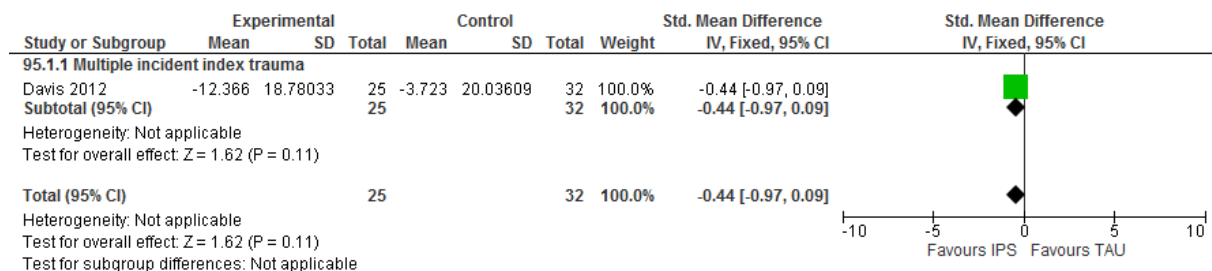 Experimental Control Std. Mean Difference Std. Mean Difference
Study or Subgroup Mean SD Total Mean SD Total Weight IV, Fixed, 95% CI IV, Fixed, 95% CI
95.1.1 Multiple incident index trauma
Davis 2012 -12.366 18.78033 25 -3.723 20.03609 32 100.0% -0.44 [-0.97, 0.09]
Subtotal (95% CI) 25 32 100.0% -0.44 [-0.97, 0.09]
Heterogeneity: Not applicable
Test for overall effect: Z = 1.62 (P = 0.11)
Total (95% CI) 25 32 100.0% -0.44 [-0.97, 0.09]
Heterogeneity: Not applicable
Test for overall effect: Z = 1.62 (P = 0.11)
Test for subgroup differences: Not applicable
-10 -5 0 5 10
Favours IPS Favours TAU